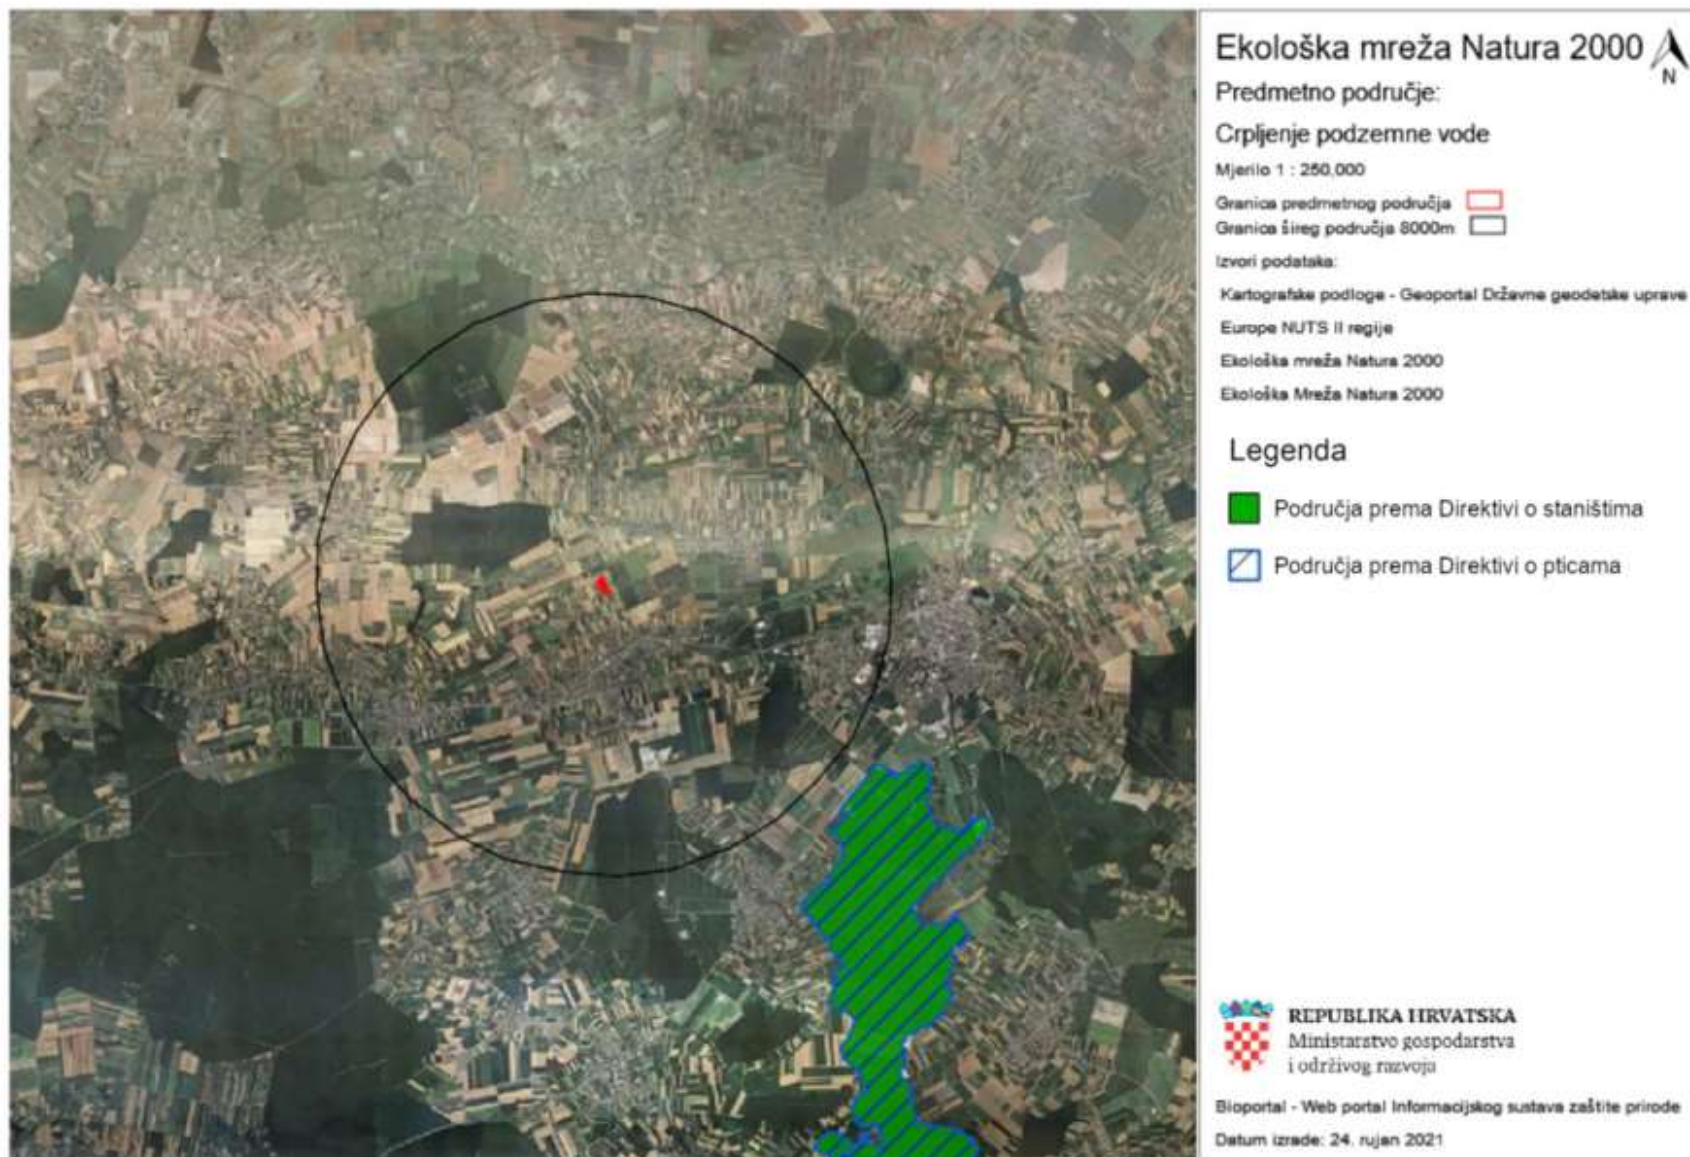 Ekološka mreža Natura 2000
N
Predmetno područje:
Crpljenje podzemne vode
Mjerilo 1 : 250,000
Granica predmetnog područja
Granica šireg područja 8000m
Izvori podataka:
Kartografske podloge - Geoportal Državne geodetske uprave
Europe NUTS II regije
Ekološka mreža Natura 2000
Ekološka Mreža Natura 2000
Legenda
Područja prema Direktivi o staništima
Područja prema Direktivi o pticama
REPUBLIKA HRVATSKA
Ministarstvo gospodarstva
i održivog razvoja
Bioportal - Web portal Informacijskog sustava zaštite prirode
Datum izrade: 24. rujan 2021